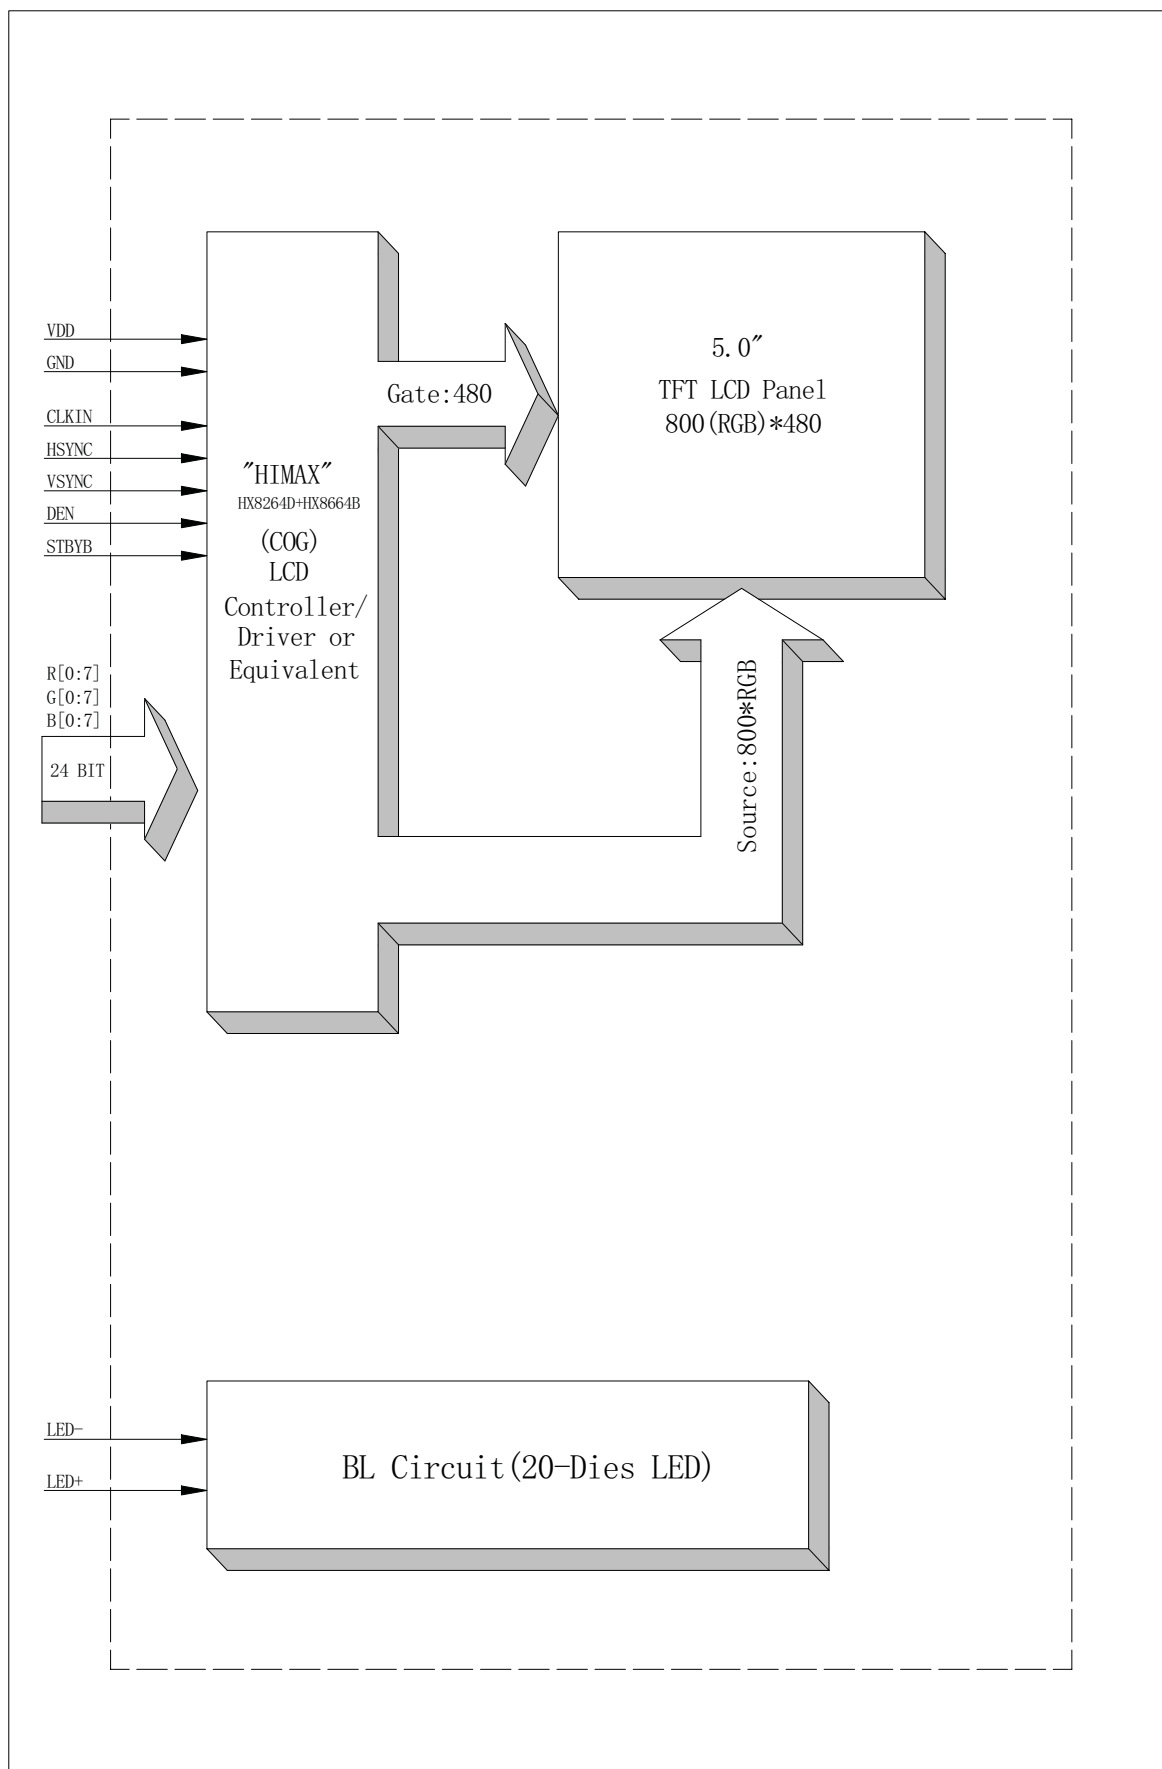 VDD
GND
CLKIN
HSYNC
VSYNC
DEN
STBYB
R[0:7]
G[0:7]
B[0:7]
24 BIT
"HIMAX"
HX8264D+HX8664B
(COG)
LCD
Controller/
Driver or
Equivalent
Gate:480
5.0"
TFT LCD Panel
800(RGB)*480
Source:800*RGB
LED-
LED+
BL Circuit(20-Dies LED)